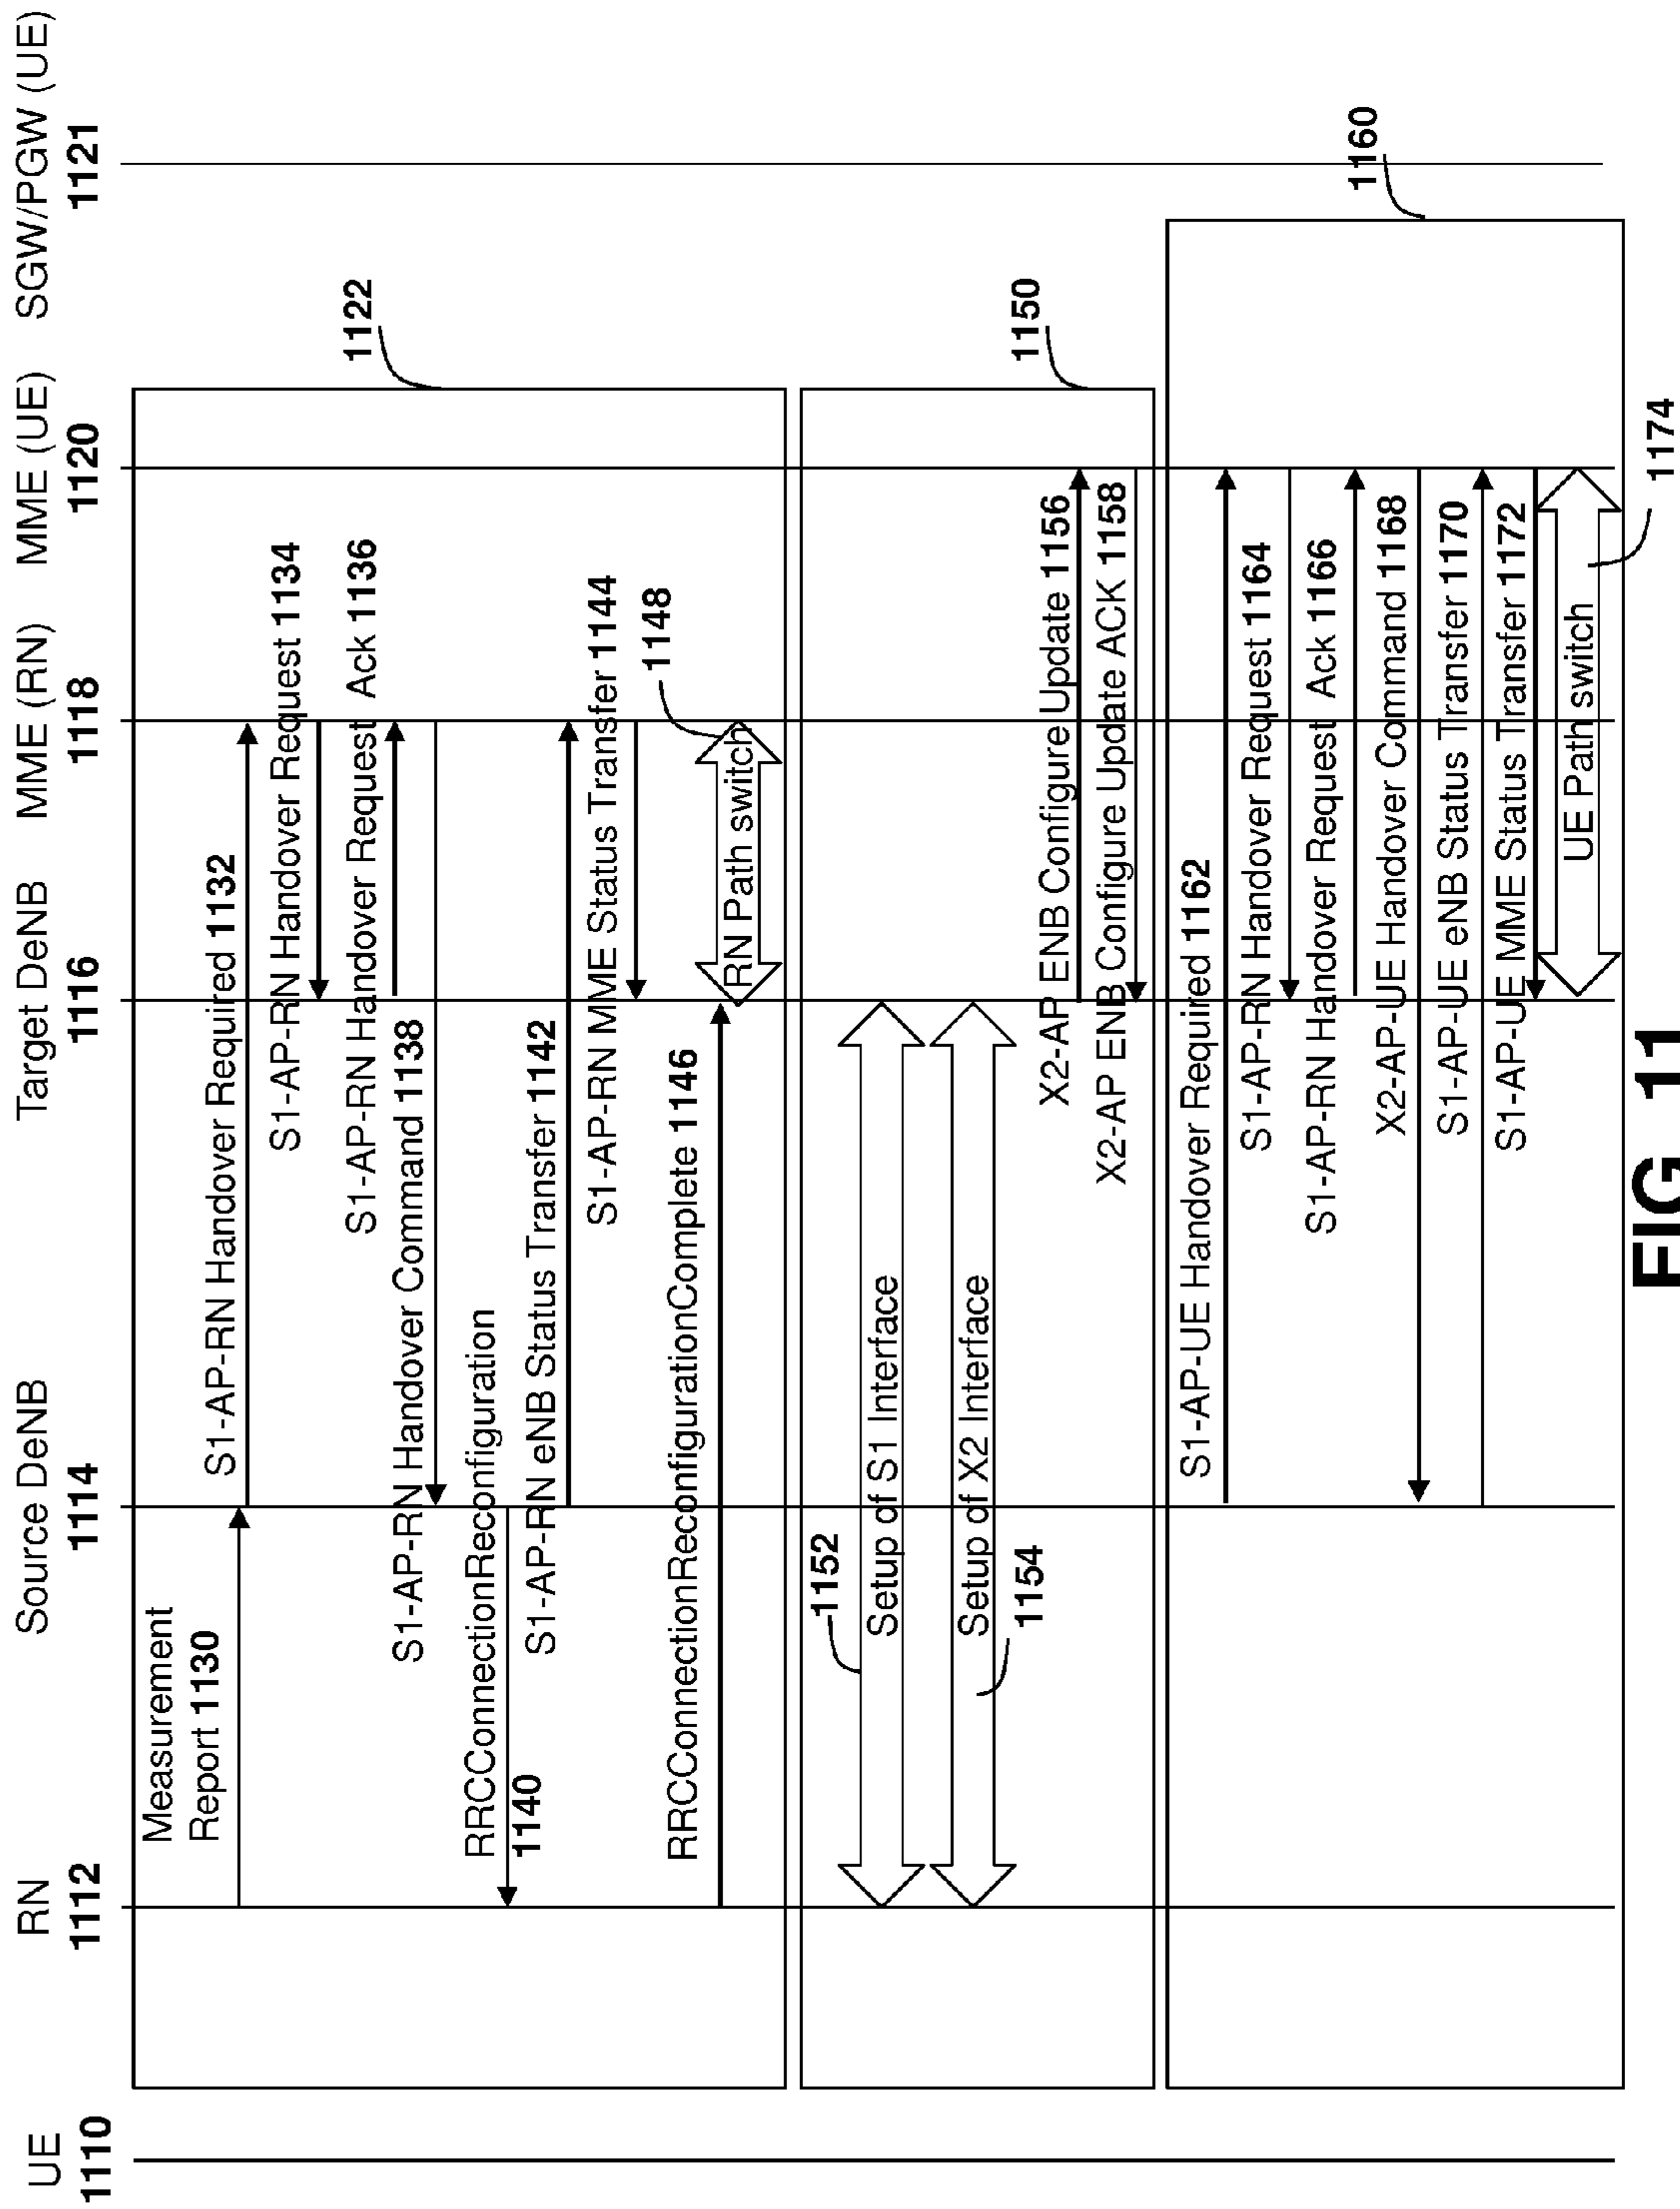 UE
1110
RN
1112
Source DeNB
1114
Target DeNB
1116
MME (RN)
1118
MME (UE)
1120
SGW/PGW (UE)
1121
1122
Measurement
Report 1130
S1-AP-RN Handover Required 1132
S1-AP-RN Handover Request 1134
S1-AP-RN Handover Request Ack 1136
S1-AP-RN Handover Command 1138
RRCConnectionReconfiguration
1140
S1-AP-RN eNB Status Transfer 1142
S1-AP-RN MME Status Transfer 1144
RRCConnectionReconfigurationComplete 1146
1148
RN Path switch
1150
1152
Setup of S1 Interface
Setup of X2 Interface
1154
X2-AP ENB Configure Update 1156
X2-AP ENB Configure Update ACK 1158
1160
S1-AP-UE Handover Required 1162
S1-AP-RN Handover Request 1164
S1-AP-RN Handover Request Ack 1166
X2-AP-UE Handover Command 1168
S1-AP-UE eNB Status Transfer 1170
S1-AP-UE MME Status Transfer 1172
UE Path switch
1174
FIG 11